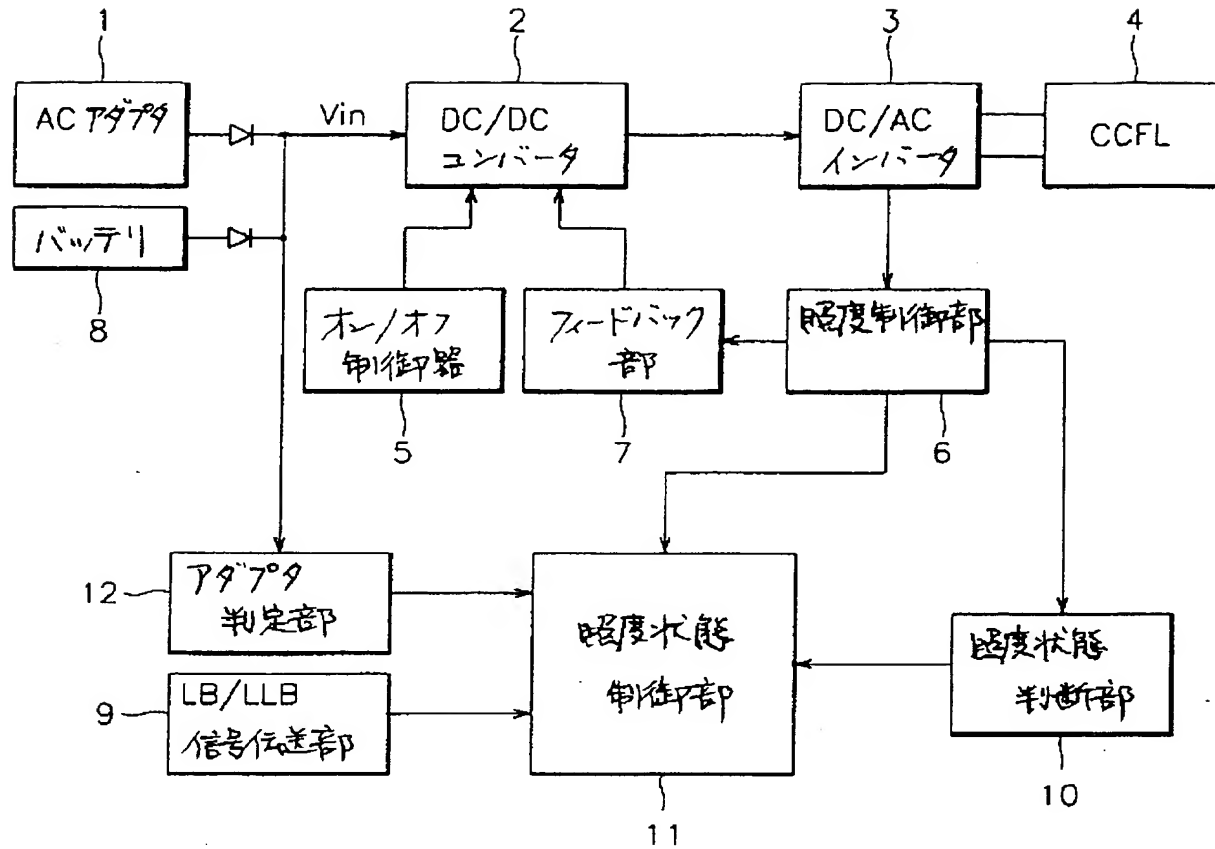 1
2
3
4
AC アダプタ
Vin
DC/DC
コンバータ
DC/AC
インバータ
CCFL
バッテリ
8
オン/オフ
制御器
5
フィードバック
部
7
照度制御部
6
アダプタ
判定部
12
LB/LLB
信号伝送部
9
照度状態
制御部
11
照度状態
判断部
10